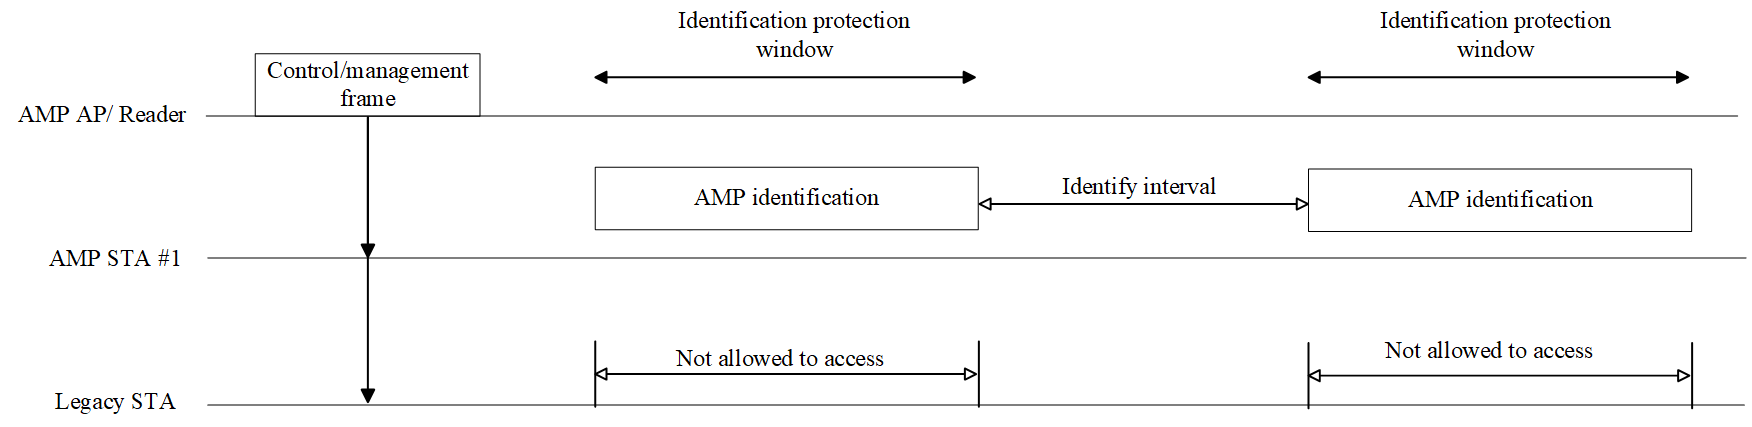 Identification protection
window
Identification protection
window
Control/management
frame
AMP AP/ Reader
AMP identification
Identify interval
AMP identification
AMP STA #1
Not allowed to access
Not allowed to access
Legacy STA